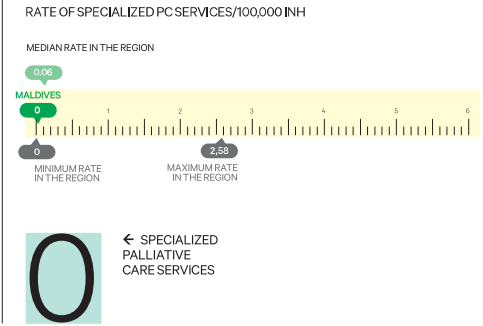 RATE OF SPECIALIZED PC SERVICES/100,000 INH
MEDIAN RATE IN THE REGION
0,06
MALDIVES
0
1 2 3 4 5 6
0
2,58
MINIMUM RATE
IN THE REGION
MAXIMUM RATE
IN THE REGION
0
← SPECIALIZED
PALLIATIVE
CARE SERVICES